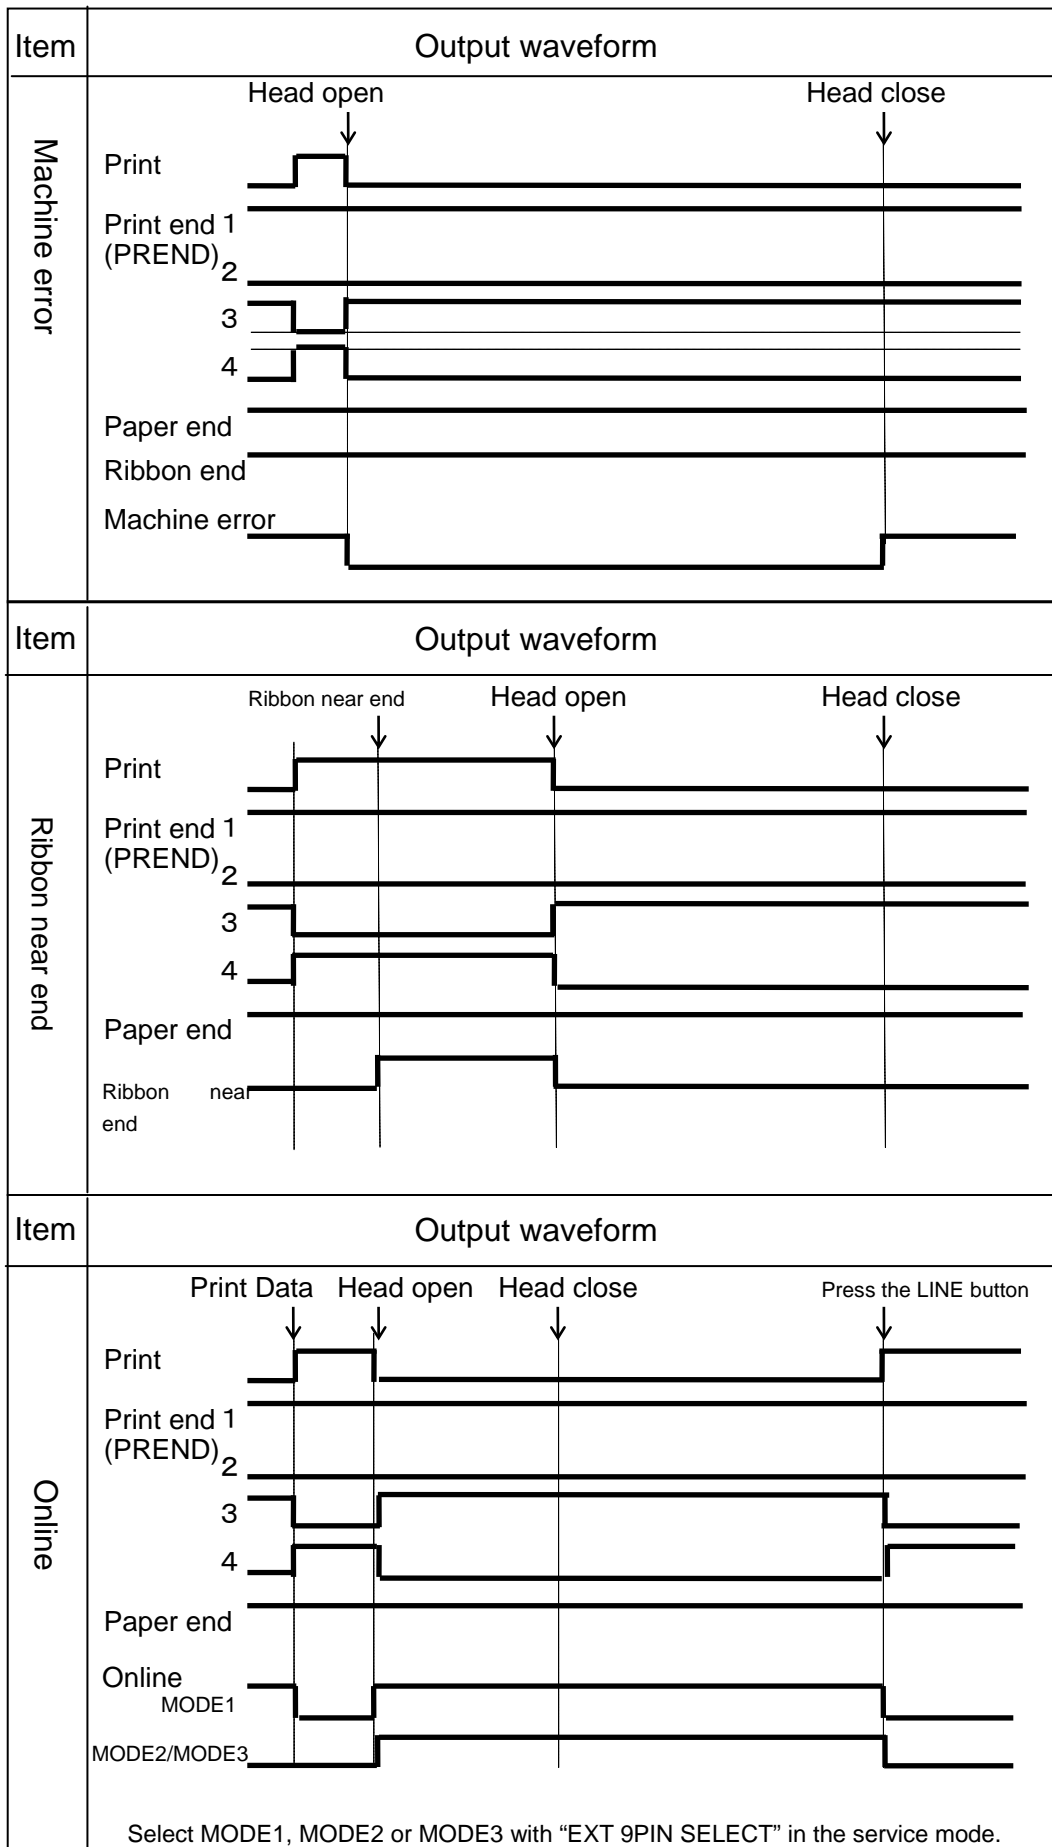 Item Output waveform
Head open Head close
Machine error
Print
Print end 1
(PREND) 2
3
4
Paper end
Ribbon end
Machine error
Item Output waveform
Ribbon near end Head open Head close
Ribbon near end
Print
Print end 1
(PREND) 2
3
4
Paper end
Ribbon near
end
Item Output waveform
Print Data Head open Head close Press the LINE button
Online
Print
Print end 1
(PREND) 2
3
4
Paper end
Online
MODE1
MODE2/MODE3
Select MODE1, MODE2 or MODE3 with “EXT 9PIN SELECT” in the service mode.